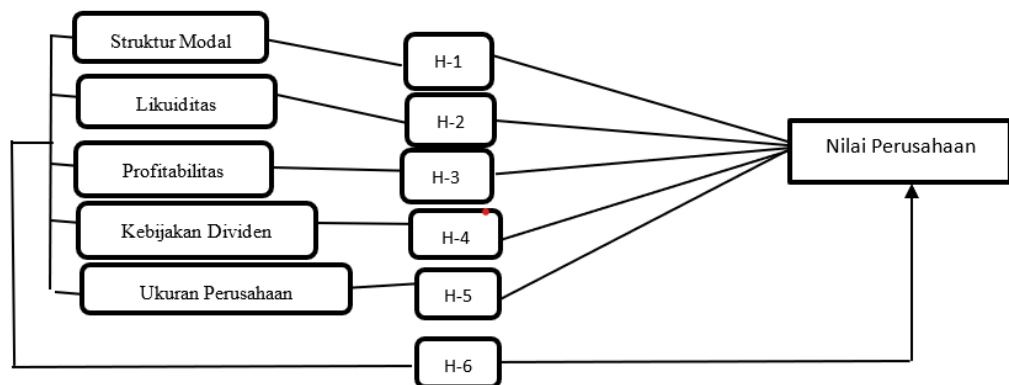 Struktur Modal
H-1
Likuiditas
H-2
Nilai Perusahaan
Profitabilitas
H-3
Kebijakan Dividen
H-4
Ukuran Perusahaan
H-5
H-6